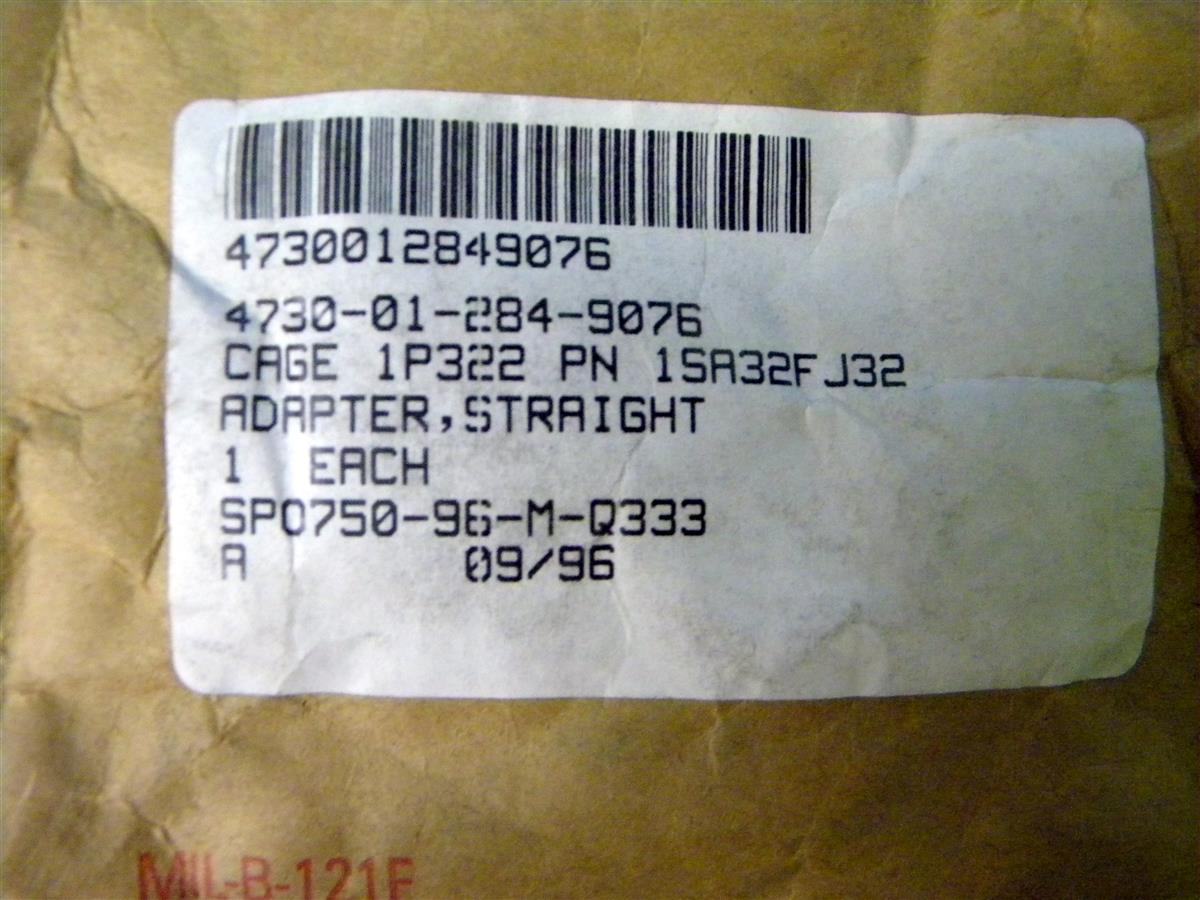 4730012849076
4730-01-284-9076
CAGE 1P322 PN 1SA32FJ32
ADAPTER,STRAIGHT
1 EACH
SP0750-96-M-Q333
A 09/96
MIL-B-121F